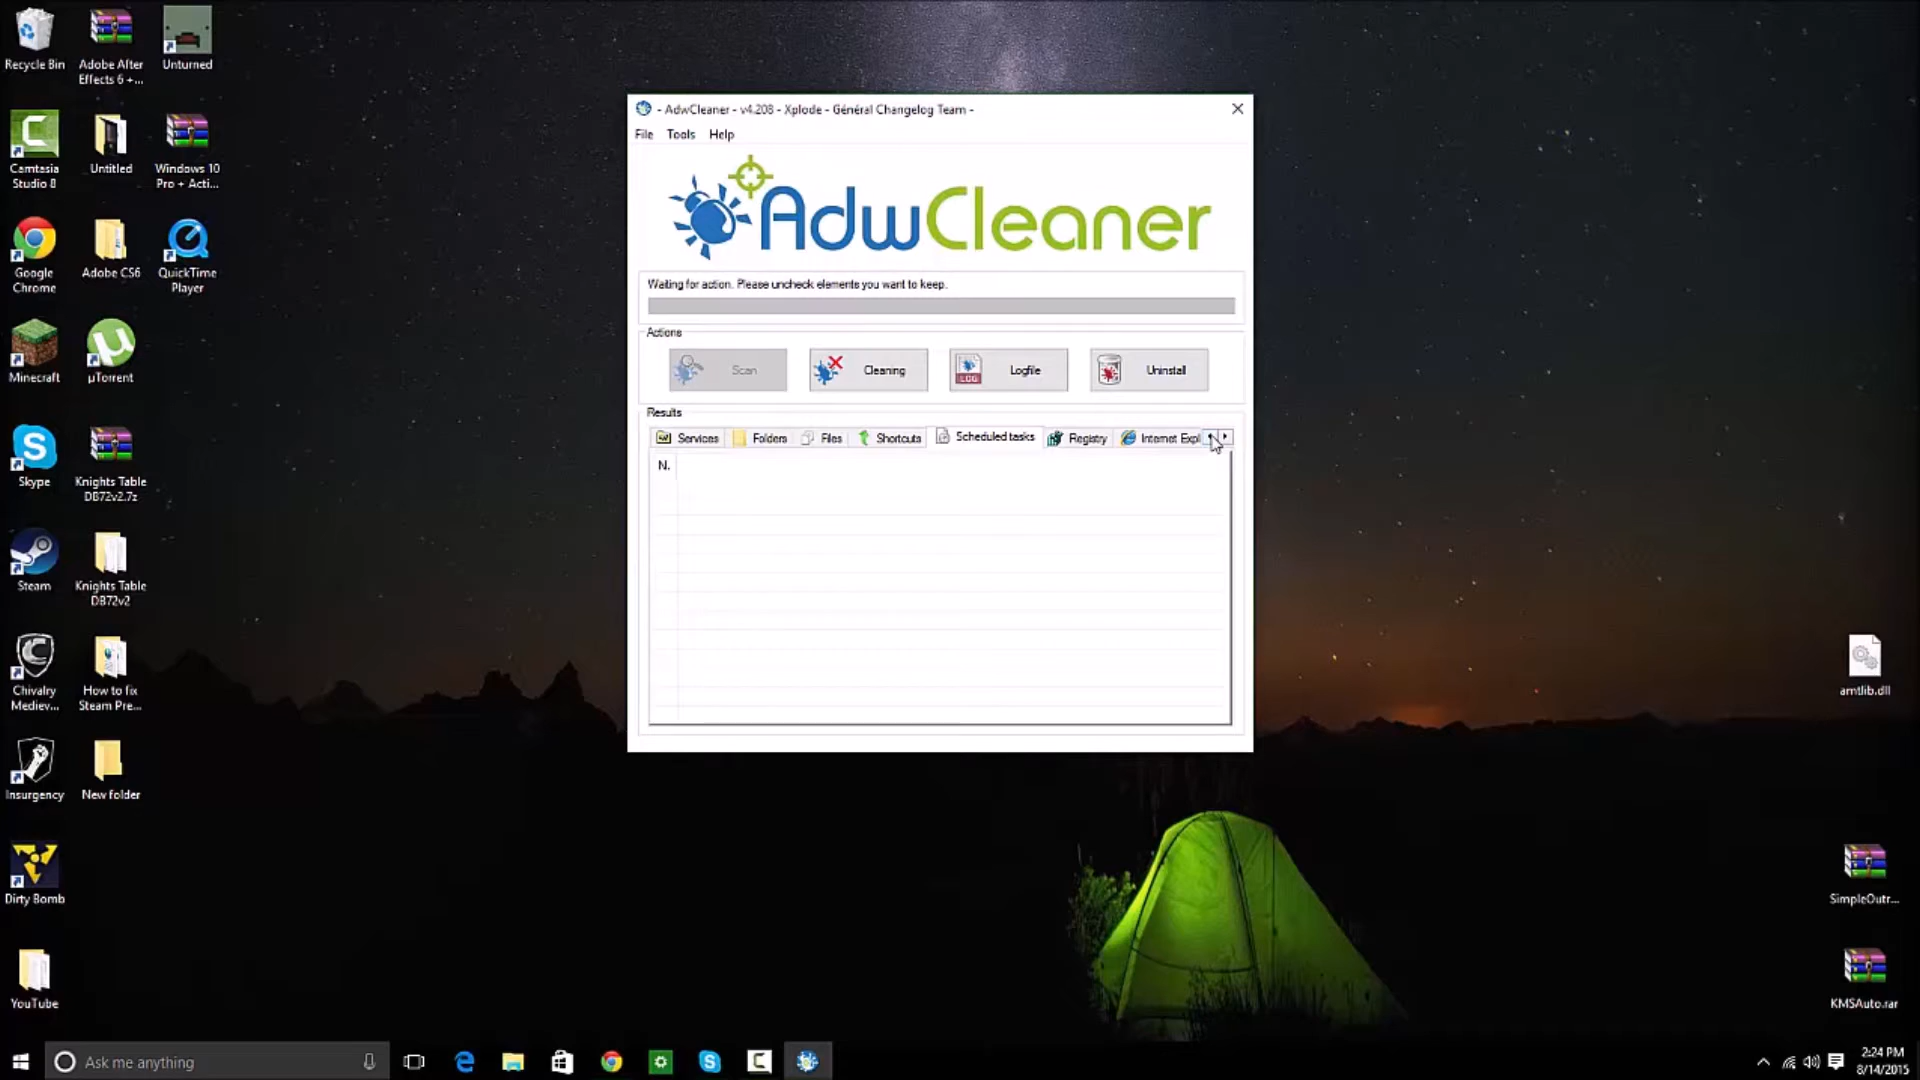 Recycle Bin
Adobe After
Effects 6 +...
Unturned
Camtasia
Studio 8
Untitled
Windows 10
Pro + Acti...
Google
Chrome
Adobe CS6
QuickTime
Player
Minecraft
µTorrent
Skype
Knights Table
DB72v2.7z
Steam
Knights Table
DB72v2
Chivalry
Mediev...
How to fix
Steam Pre...
Insurgency
New folder
Dirty Bomb
YouTube
- AdwCleaner - v4.208 - Xplode - Général Changelog Team -
File Tools Help
AdwCleaner
Waiting for action. Please uncheck elements you want to keep.
Actions
Scan Cleaning Logfile Uninstall
LOG
Results
Services Folders Files Shortcuts Scheduled tasks Registry Internet Expl
N.
amtlib.dll
SimpleOutr...
KMSAuto.rar
Ask me anything
2:24 PM
8/14/2015